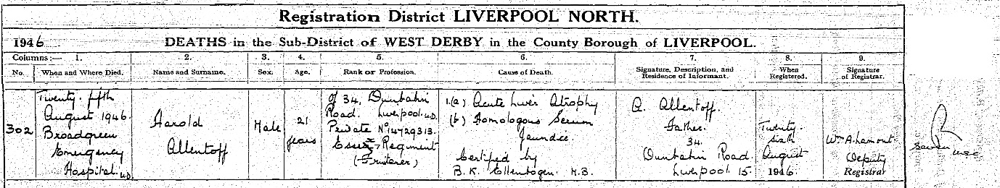 Registration District LIVERPOOL NORTH.
1946 DEATHS in the Sub-District of WEST DERBY in the County Borough of LIVERPOOL.
Columns:— 1. 2. 3. 4. 5. 6. 7. 8. 9.
No. When and Where Died. Name and Surname. Sex. Age. Rank or Profession. Cause of Death. Signature, Description, and Residence of Informant. When Registered. Signature of Registrar.
302
Twenty-fifth
August 1946
Broadgreen
Emergency
Hospital. U.D.
Harold
Allentoff
Male
21
years
of 34, Dunbabin
Road. Liverpool U.D.
Private No 14729313.
Essex Regiment
(Fruiterer)
1.(a) Acute Liver Atrophy
(b) Homologous Serum
Jaundice.
Certified by
B.K. Ellenbogen. M.B.
A. Allentoff.
Father.
34.
Dunbabin Road.
Liverpool 15.
Twenty-
sixth
August
1946.
Wm A. Lamont
Deputy
Registrar
seven